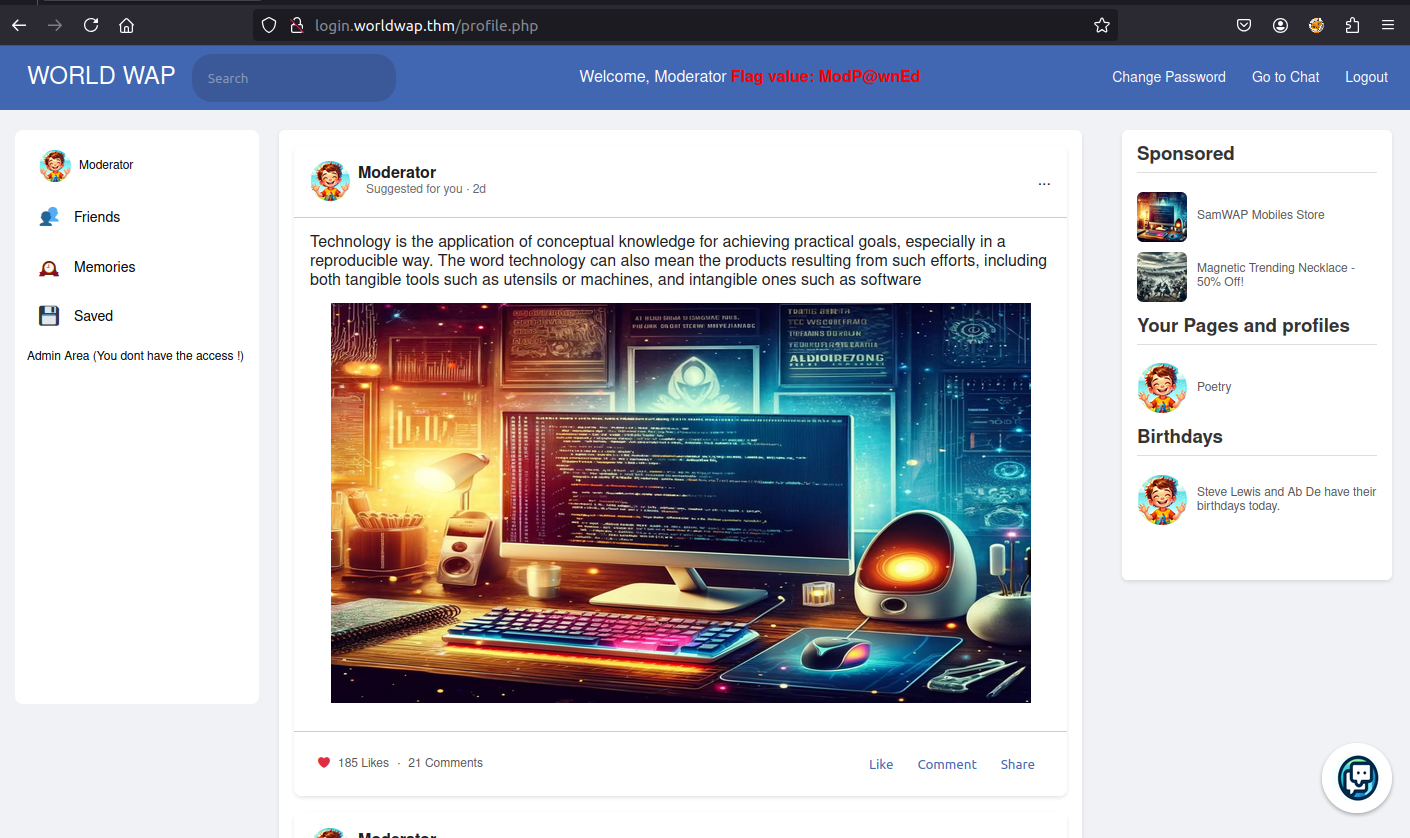 login.worldwap.thm/profile.php
WORLD WAP
Search
Welcome, Moderator Flag value: ModP@wnEd
Change Password
Go to Chat
Logout
Moderator
Friends
Memories
Saved
Admin Area (You dont have the access !)
Moderator
Suggested for you · 2d
...
Technology is the application of conceptual knowledge for achieving practical goals, especially in a
reproducible way. The word technology can also mean the products resulting from such efforts, including
both tangible tools such as utensils or machines, and intangible ones such as software
185 Likes · 21 Comments
Like
Comment
Share
Moderator
Sponsored
SamWAP Mobiles Store
Magnetic Trending Necklace -
50% Off!
Your Pages and profiles
Poetry
Birthdays
Steve Lewis and Ab De have their
birthdays today.